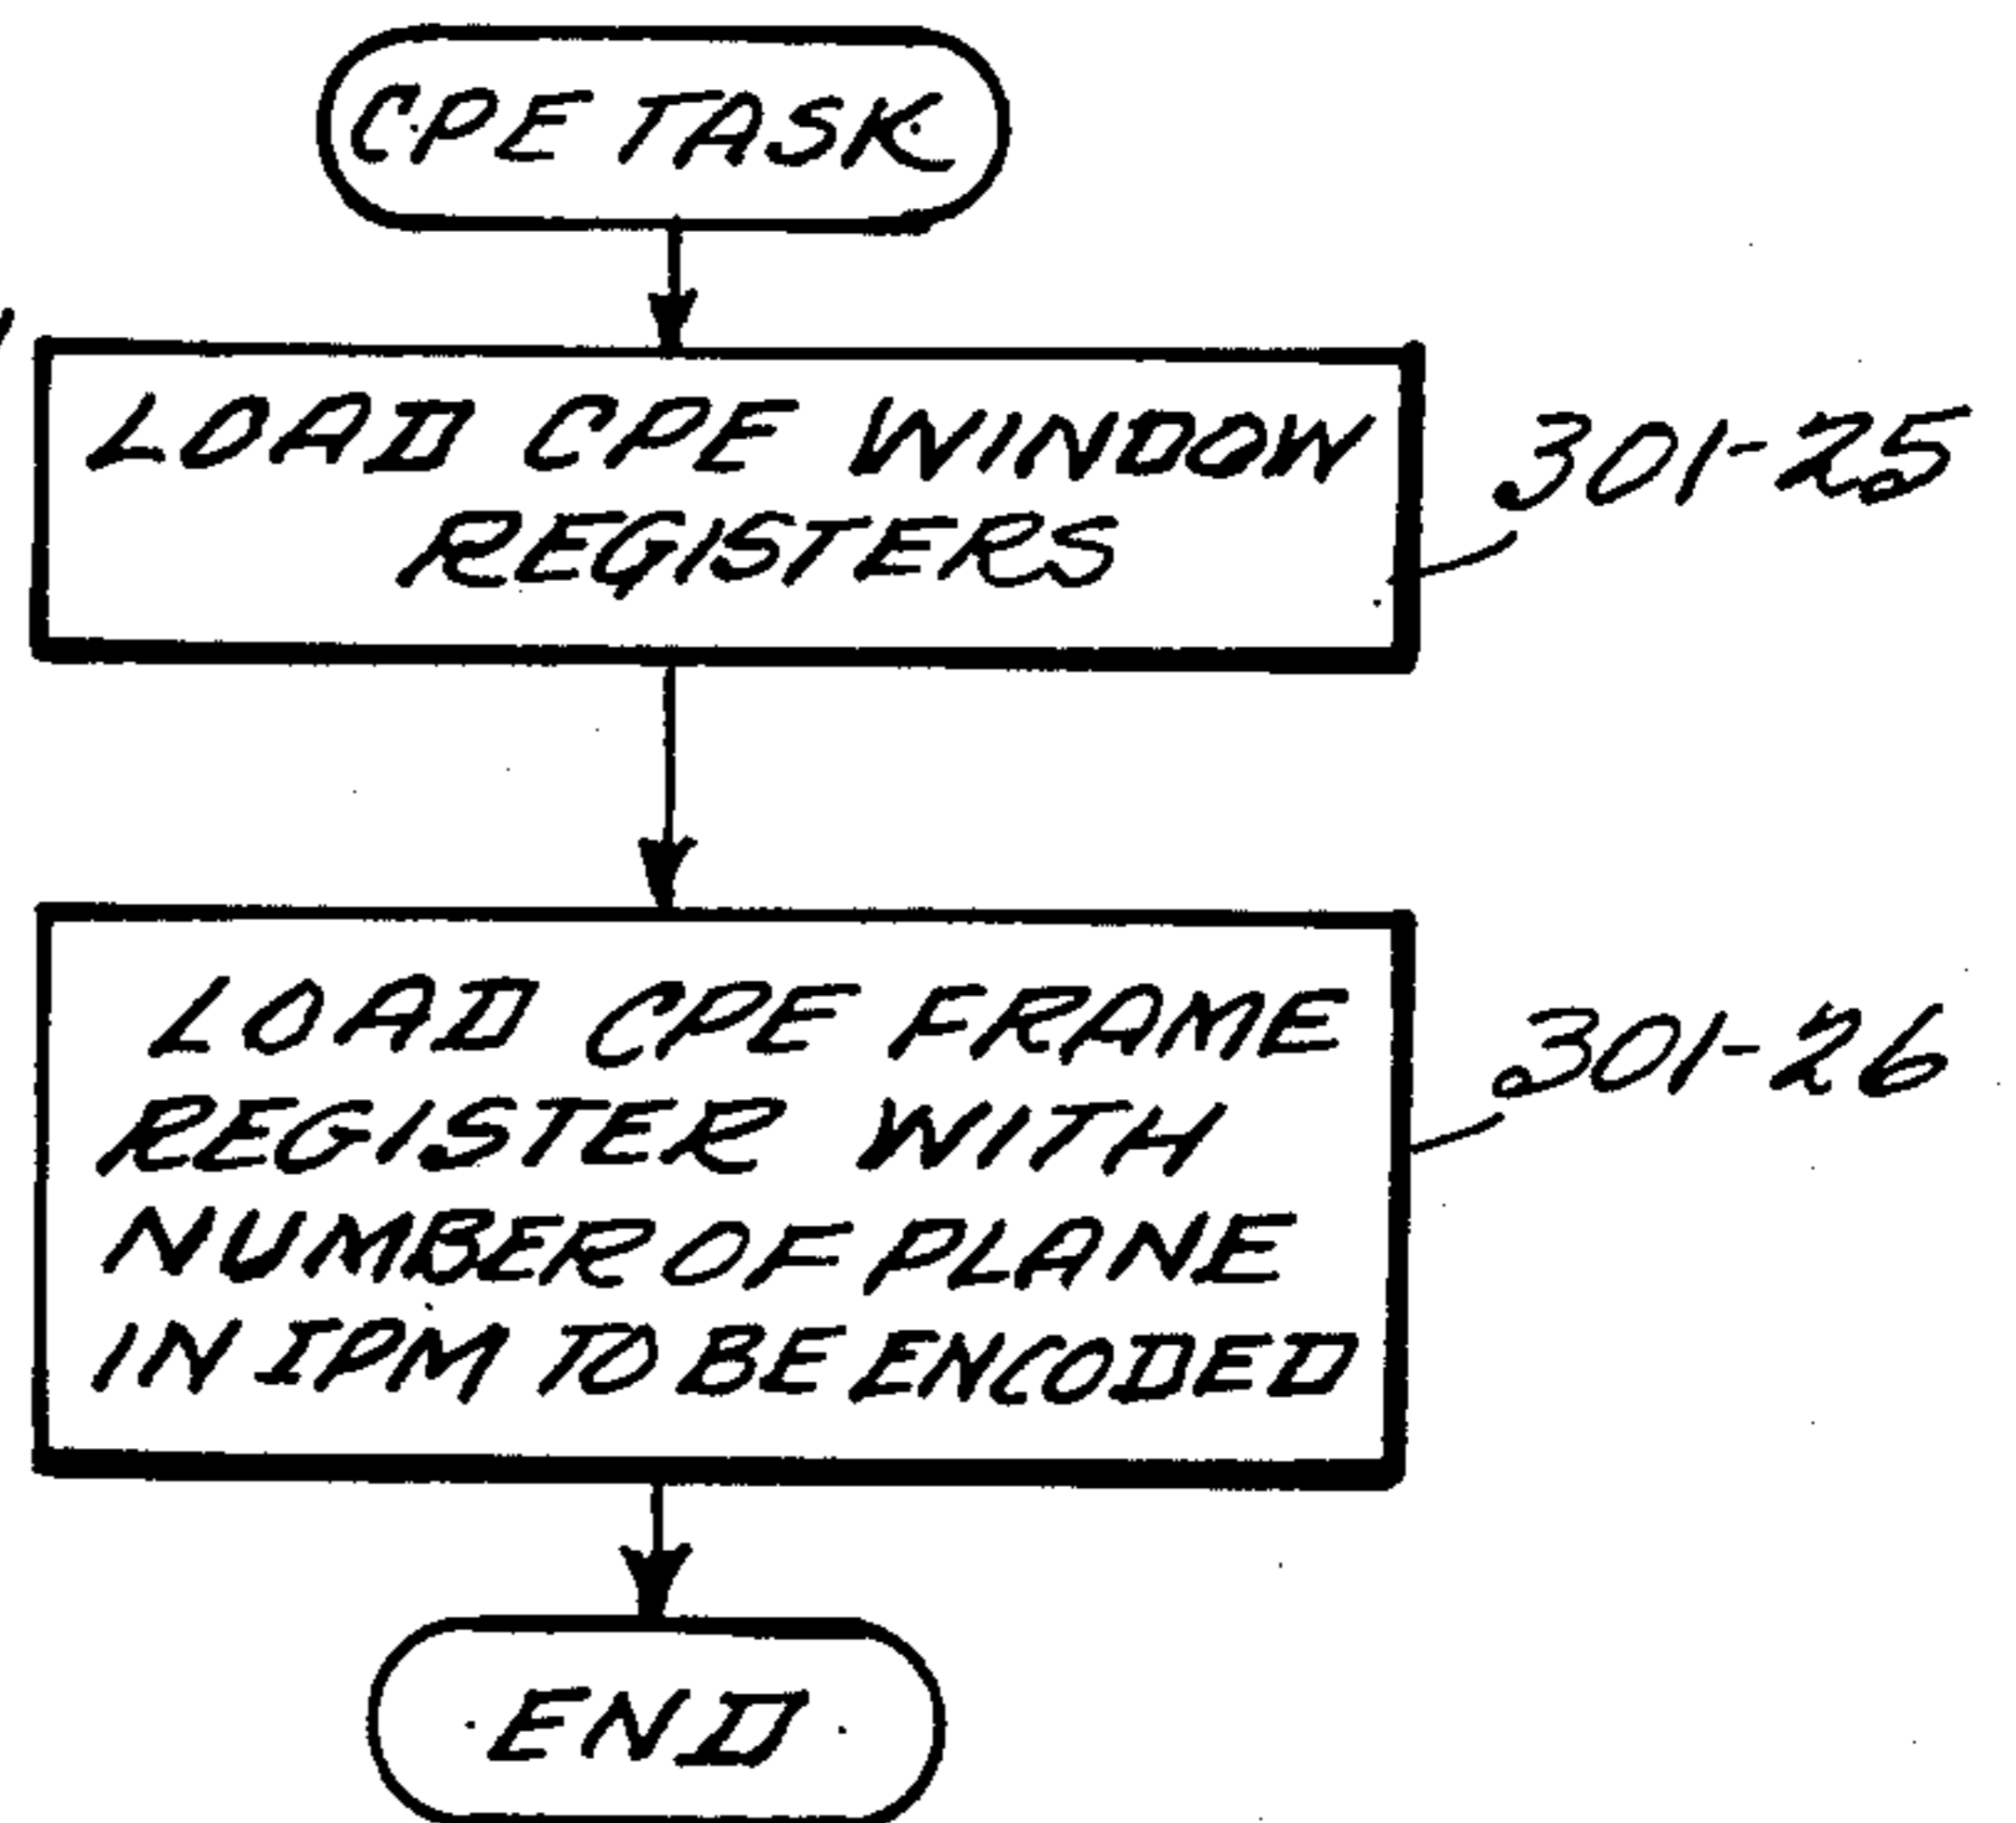 CPE TASK
LOAD CPE WINDOW
REGISTERS
301-25
LOAD CPE FRAME
REGISTER WITH
NUMBER OF PLANE
IN IPM TO BE ENCODED
301-26
END